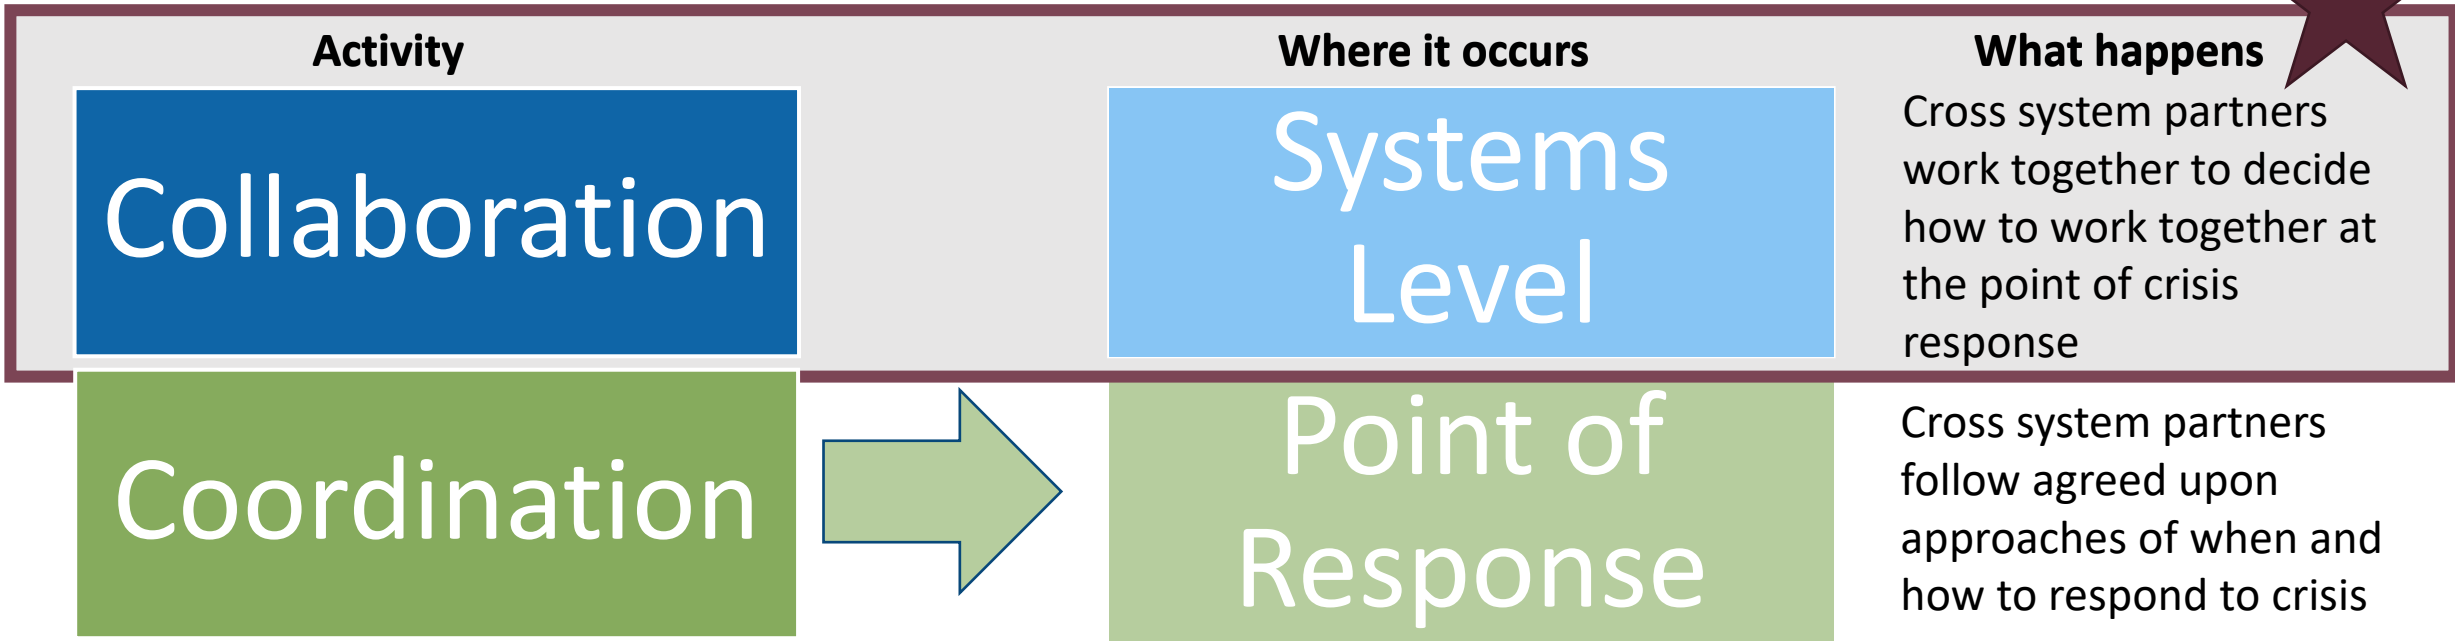 Activity
Where it occurs
What happens
Collaboration
Systems
Level
Cross system partners
work together to decide
how to work together at
the point of crisis
response
Coordination
Point of
Response
Cross system partners
follow agreed upon
approaches of when and
how to respond to crisis